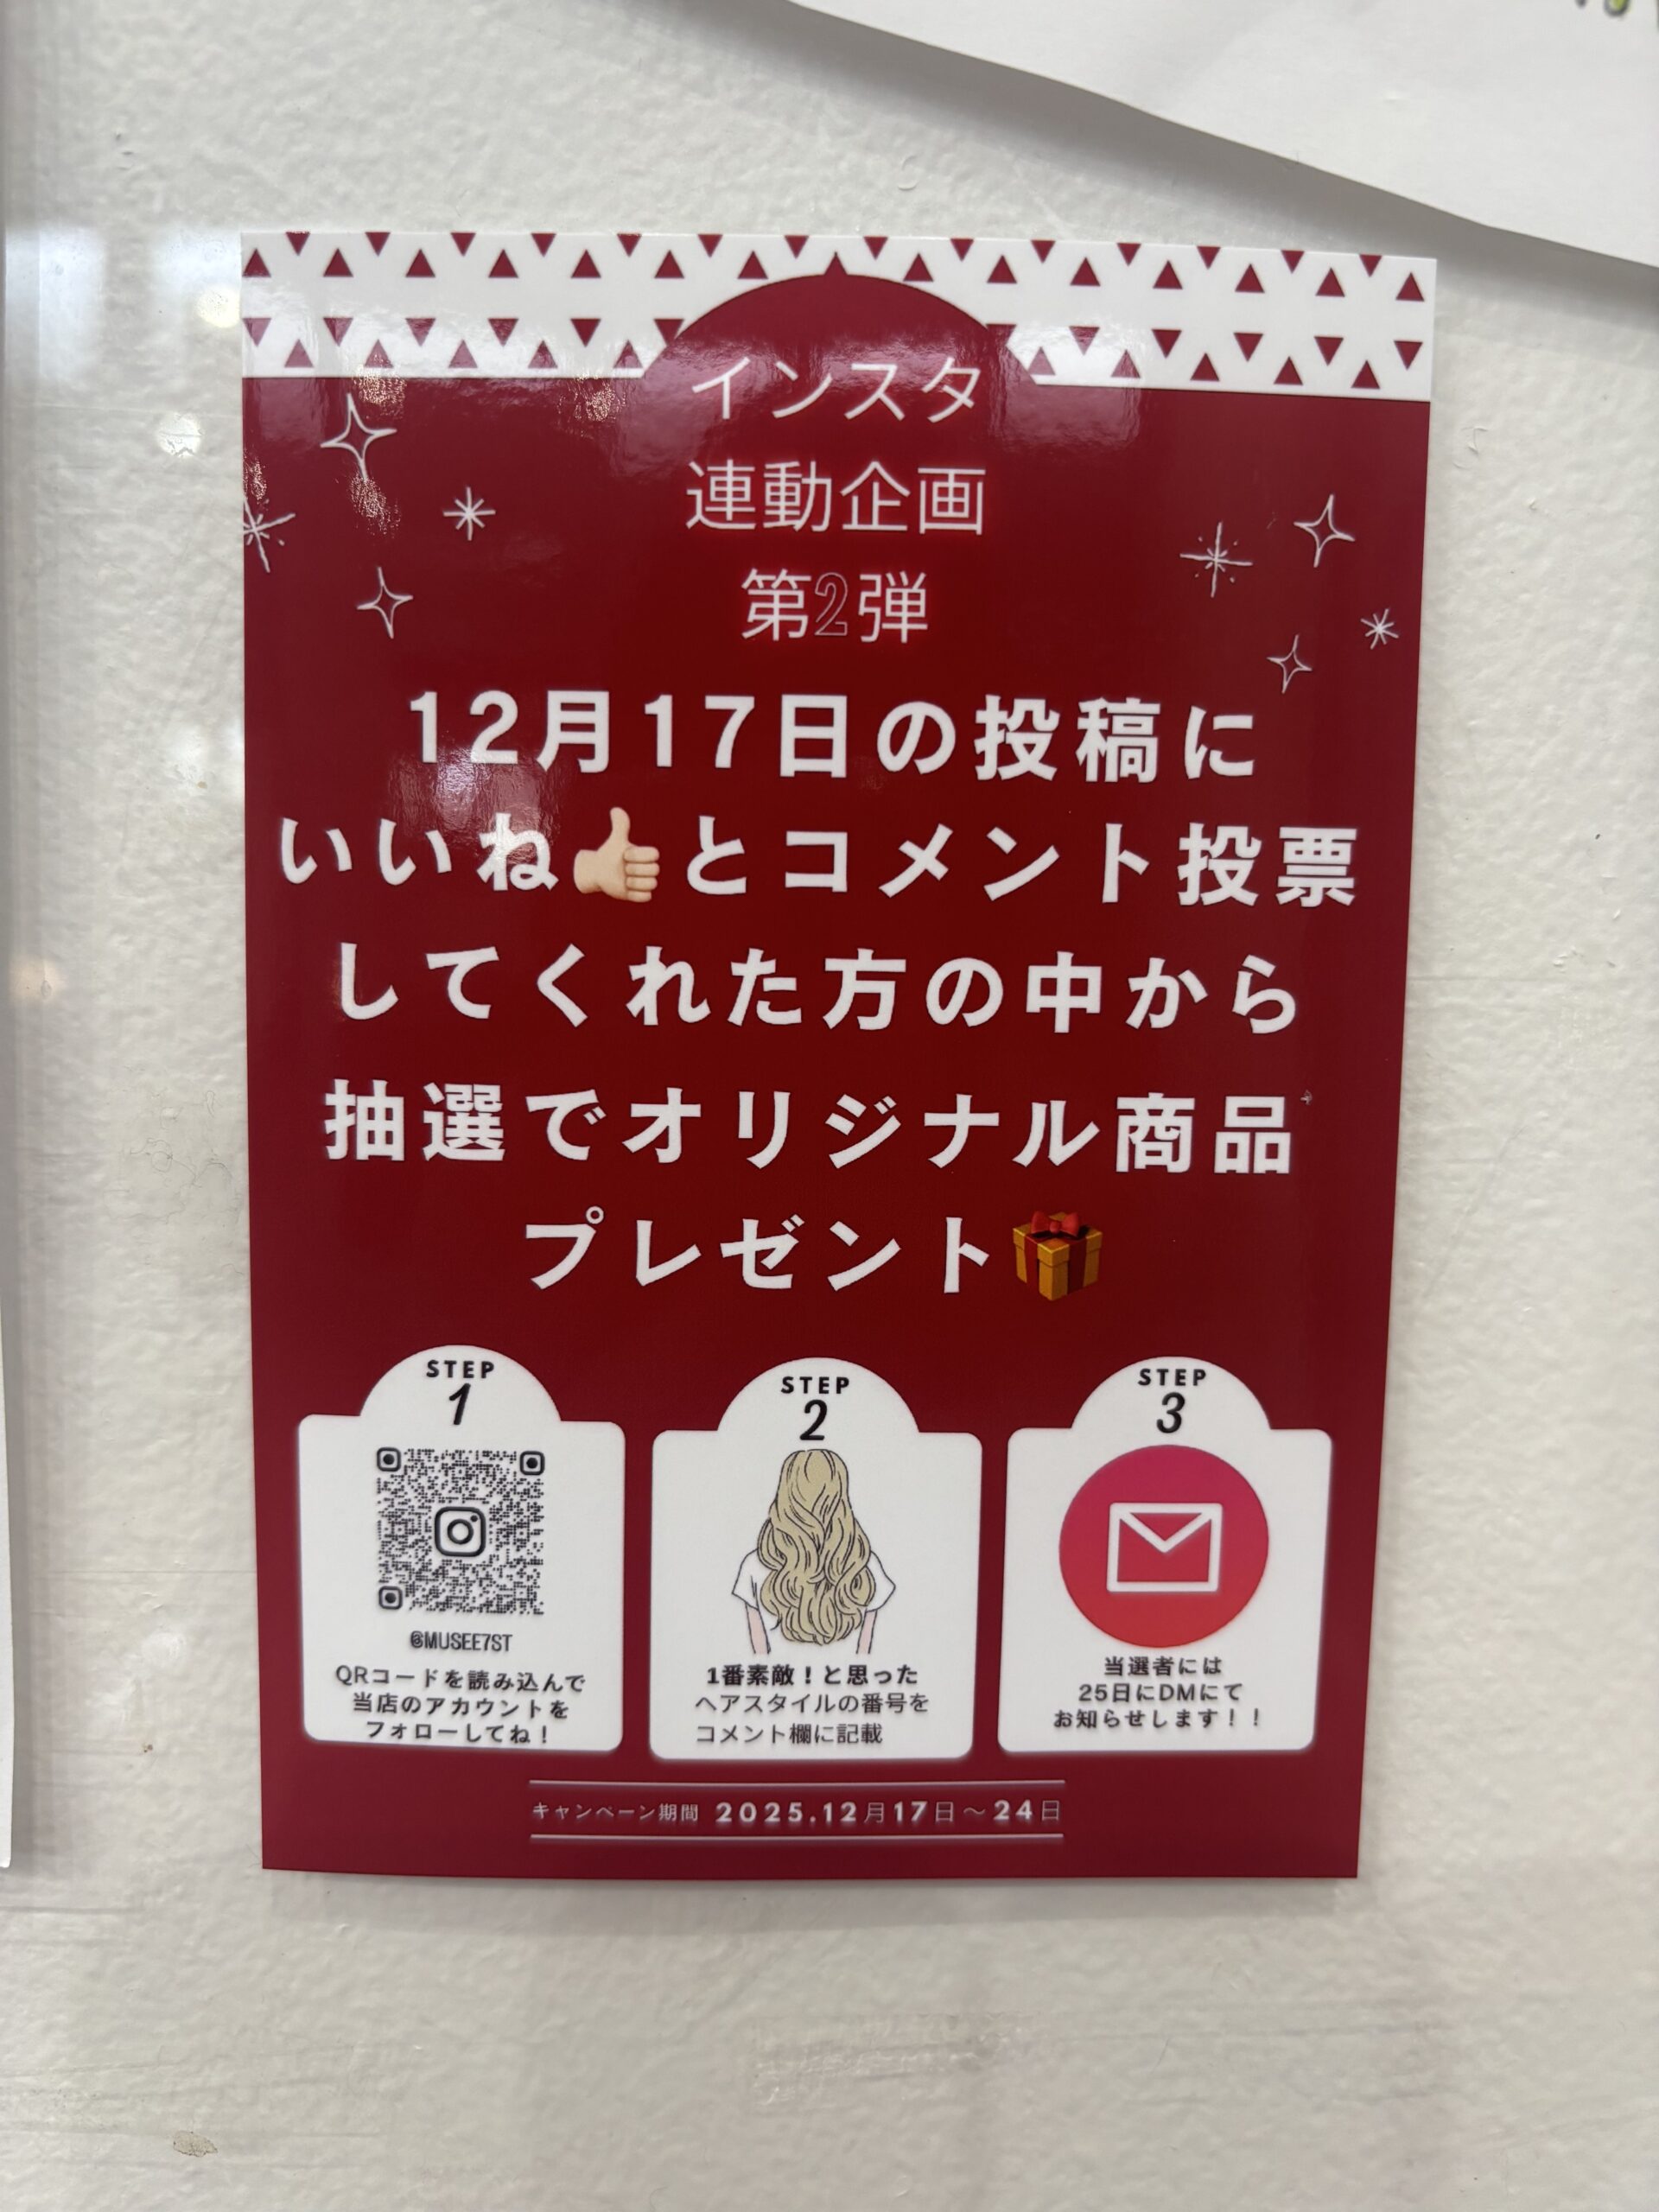 インスタ
連動企画
第2弾
12月17日の投稿に
いいね👍🏼とコメント投票
してくれた方の中から
抽選でオリジナル商品
プレゼント🎁
STEP
1
@MUSEE7ST
QRコードを読み込んで
当店のアカウントを
フォローしてね！
STEP
2
1番素敵！と思った
ヘアスタイルの番号を
コメント欄に記載
STEP
3
当選者には
25日にDMにて
お知らせします！！
キャンペーン期間 2025.12月17日～24日